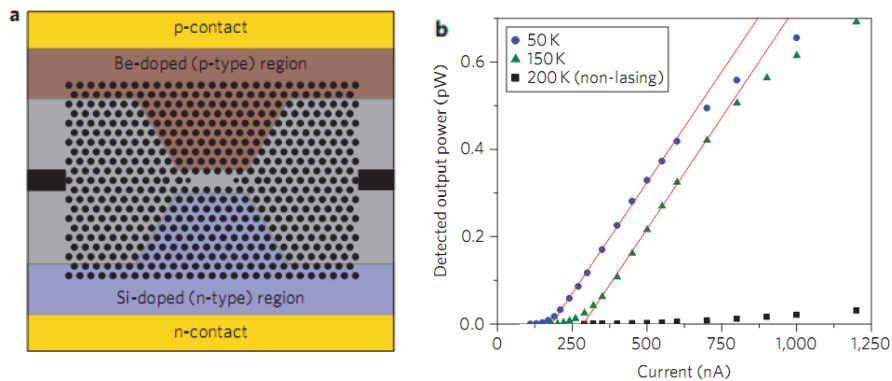 a
p-contact
Be-doped (p-type) region
Si-doped (n-type) region
n-contact
b
50 K
150 K
200 K (non-lasing)
Detected output power (pW)
0.6
0.4
0.2
0.0
0
250
500
750
1,000
1,250
Current (nA)